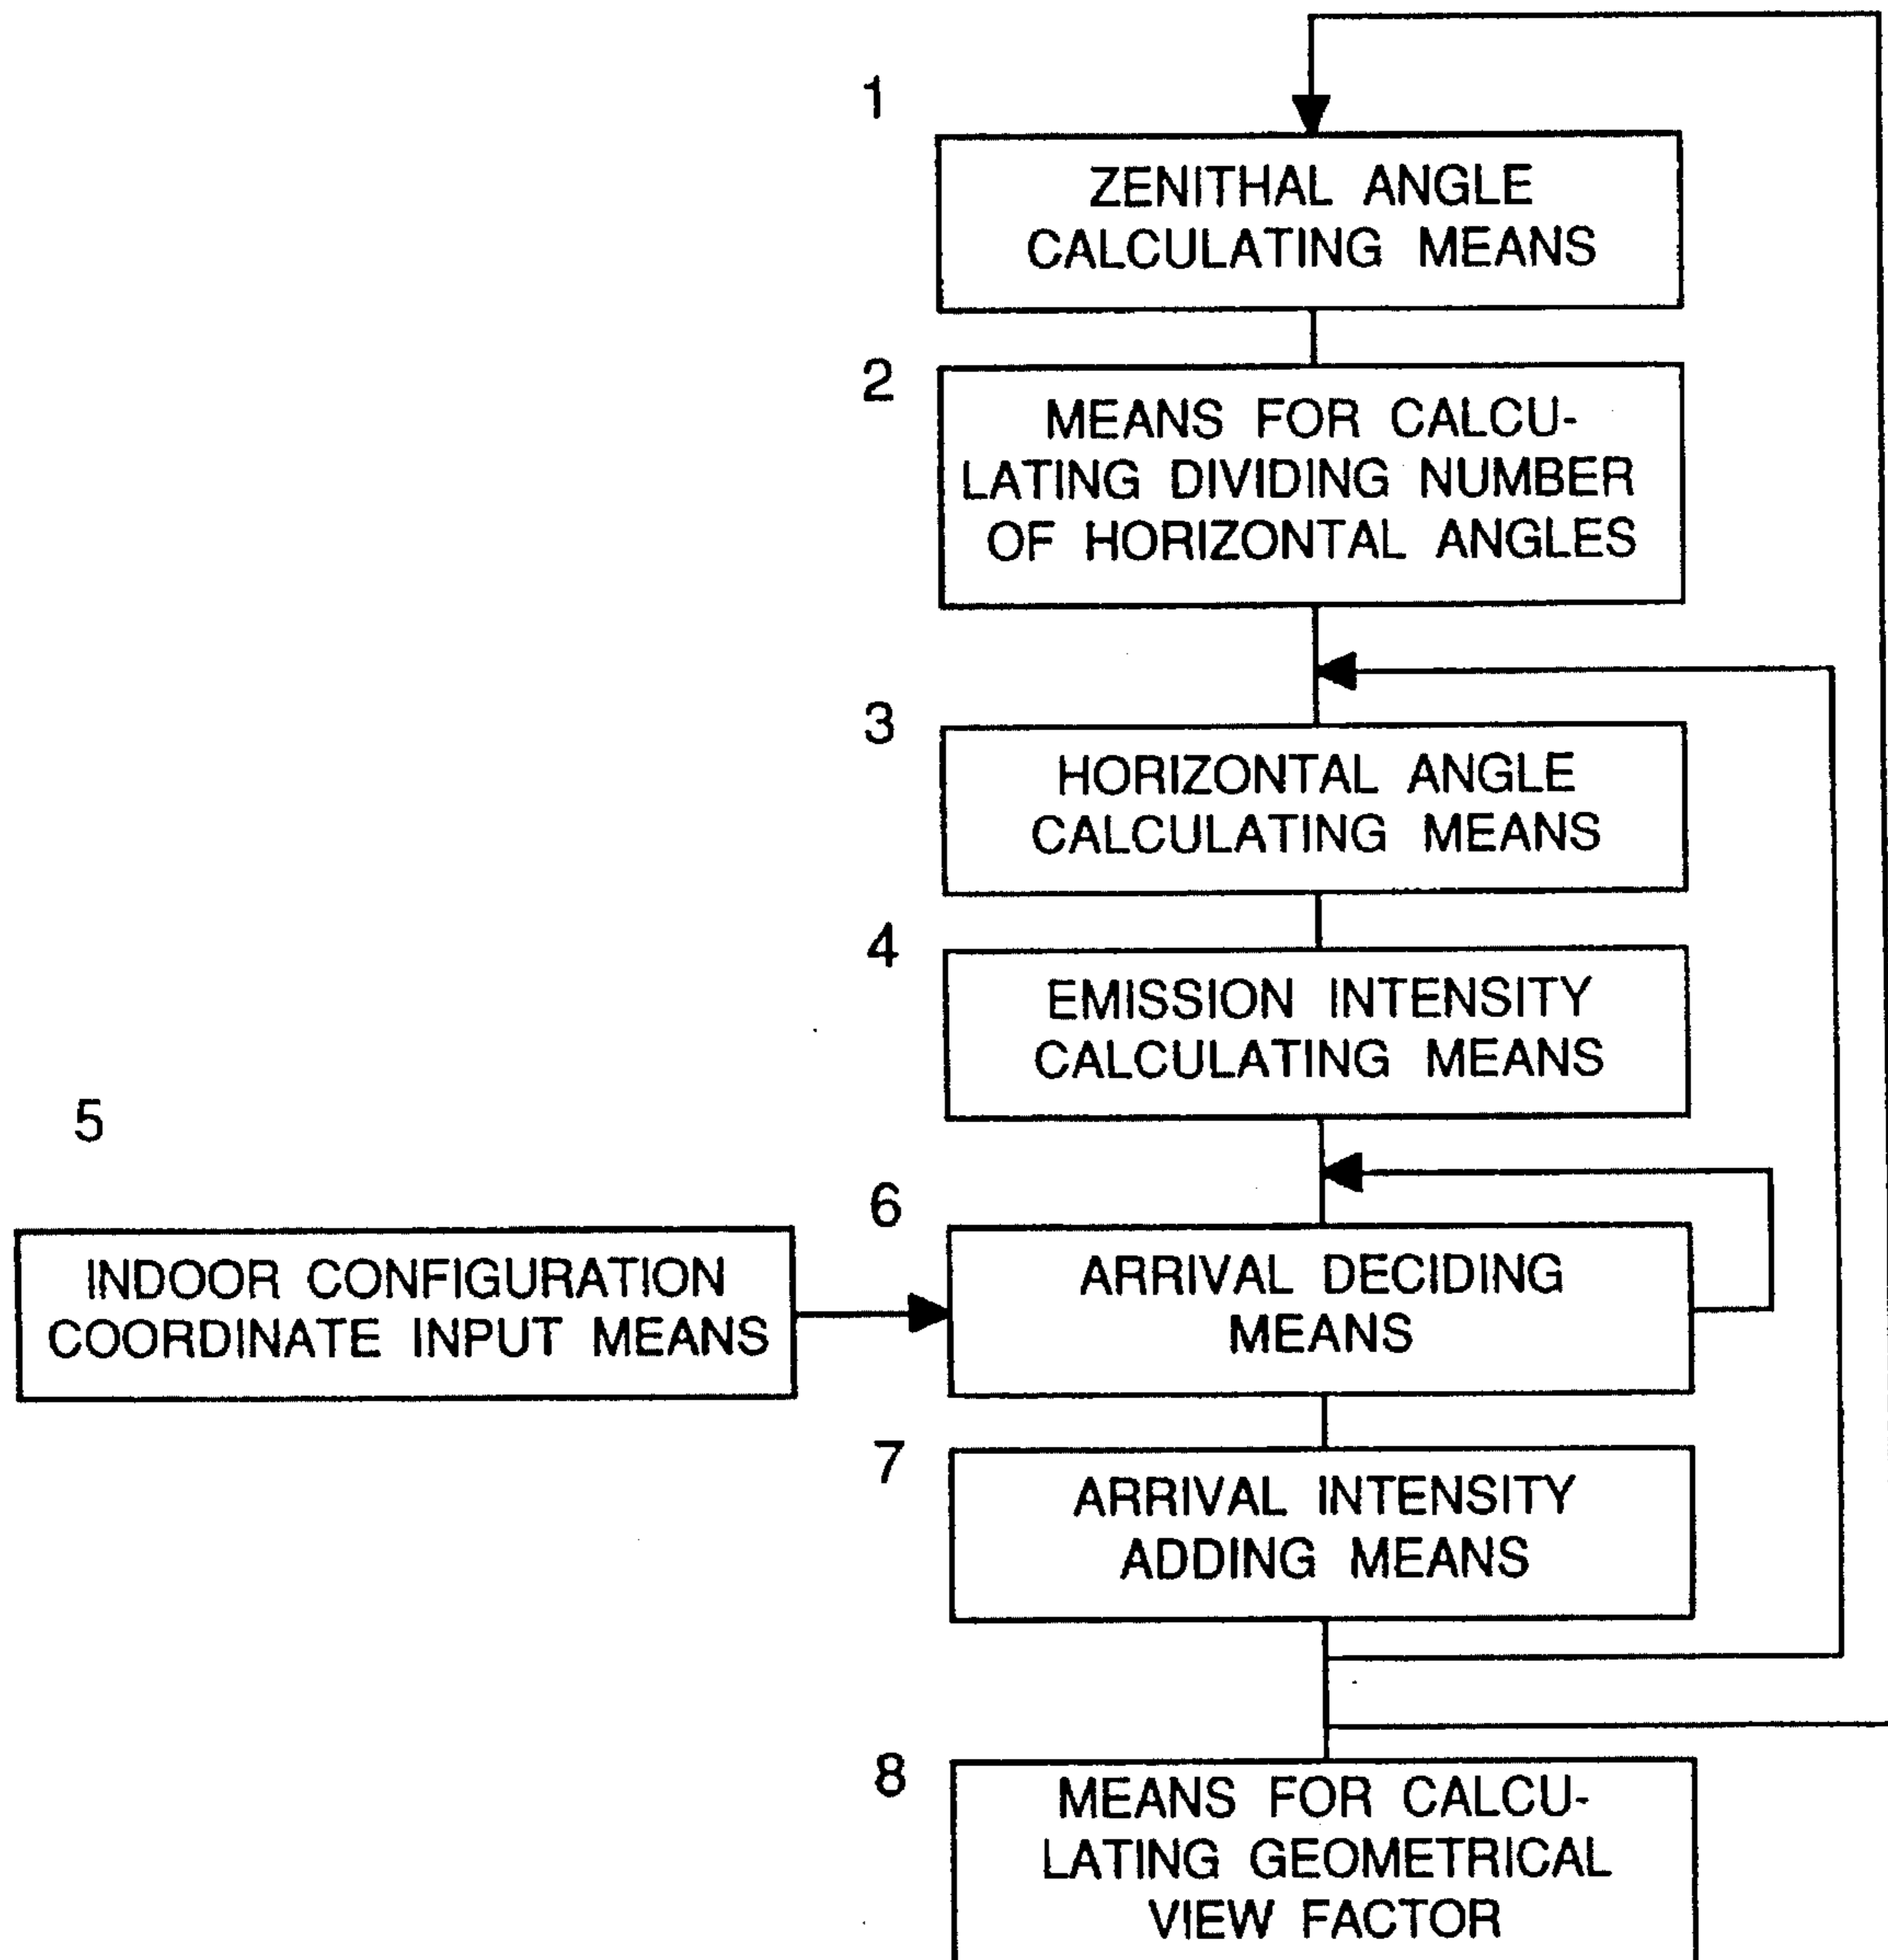 1
ZENITHAL ANGLE
CALCULATING MEANS
2
MEANS FOR CALCU-
LATING DIVIDING NUMBER
OF HORIZONTAL ANGLES
3
HORIZONTAL ANGLE
CALCULATING MEANS
4
EMISSION INTENSITY
CALCULATING MEANS
5
INDOOR CONFIGURATION
COORDINATE INPUT MEANS
6
ARRIVAL DECIDING
MEANS
7
ARRIVAL INTENSITY
ADDING MEANS
8
MEANS FOR CALCU-
LATING GEOMETRICAL
VIEW FACTOR